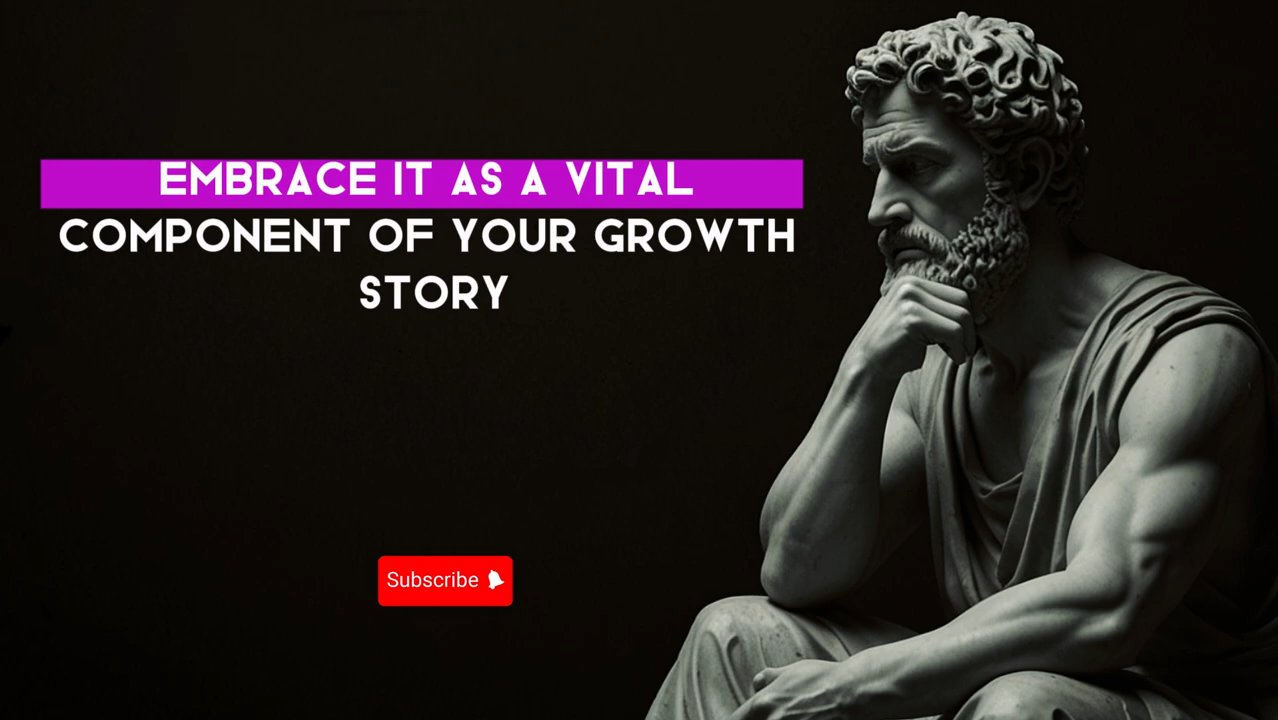 EMBRACE IT AS A VITAL
COMPONENT OF YOUR GROWTH
STORY
Subscribe